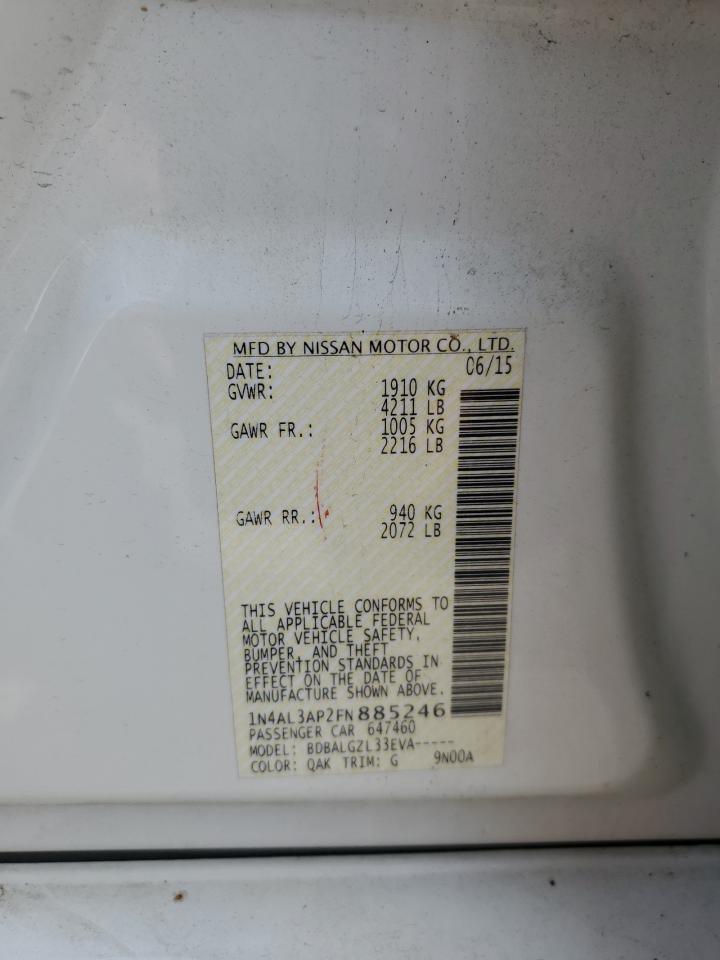 MFD BY NISSAN MOTOR CO., LTD.
DATE: 06/15
GVWR: 1910 KG
4211 LB
GAWR FR.: 1005 KG
2216 LB
GAWR RR.: 940 KG
2072 LB
THIS VEHICLE CONFORMS TO
ALL APPLICABLE FEDERAL
MOTOR VEHICLE SAFETY,
BUMPER, AND THEFT
PREVENTION STANDARDS IN
EFFECT ON THE DATE OF
MANUFACTURE SHOWN ABOVE.
1N4AL3AP2FN885246
PASSENGER CAR 647460
MODEL: BDBALGZL33EVA-----
COLOR: QAK TRIM: G 9N00A